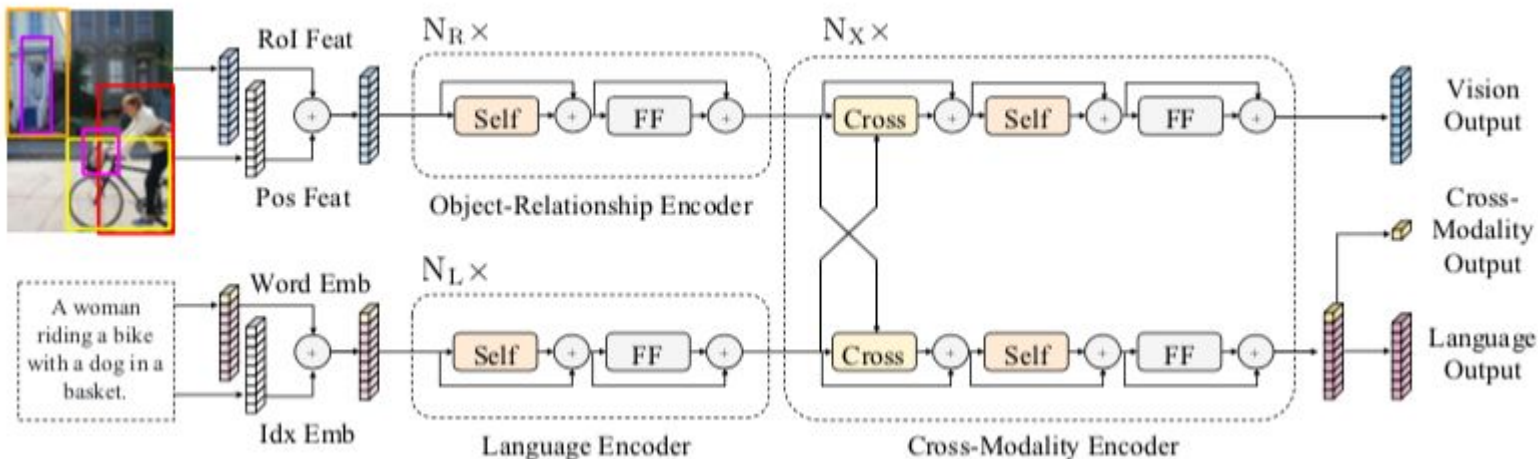 RoI Feat
Pos Feat
N_R ×
Self
+
FF
+
Object-Relationship Encoder
A woman
riding a bike
with a dog in a
basket.
Word Emb
+
Idx Emb
N_L ×
Self
+
FF
+
Language Encoder
N_X ×
Cross
+
Self
+
FF
+
Cross
+
Self
+
FF
+
Cross-Modality Encoder
Vision
Output
Cross-
Modality
Output
Language
Output